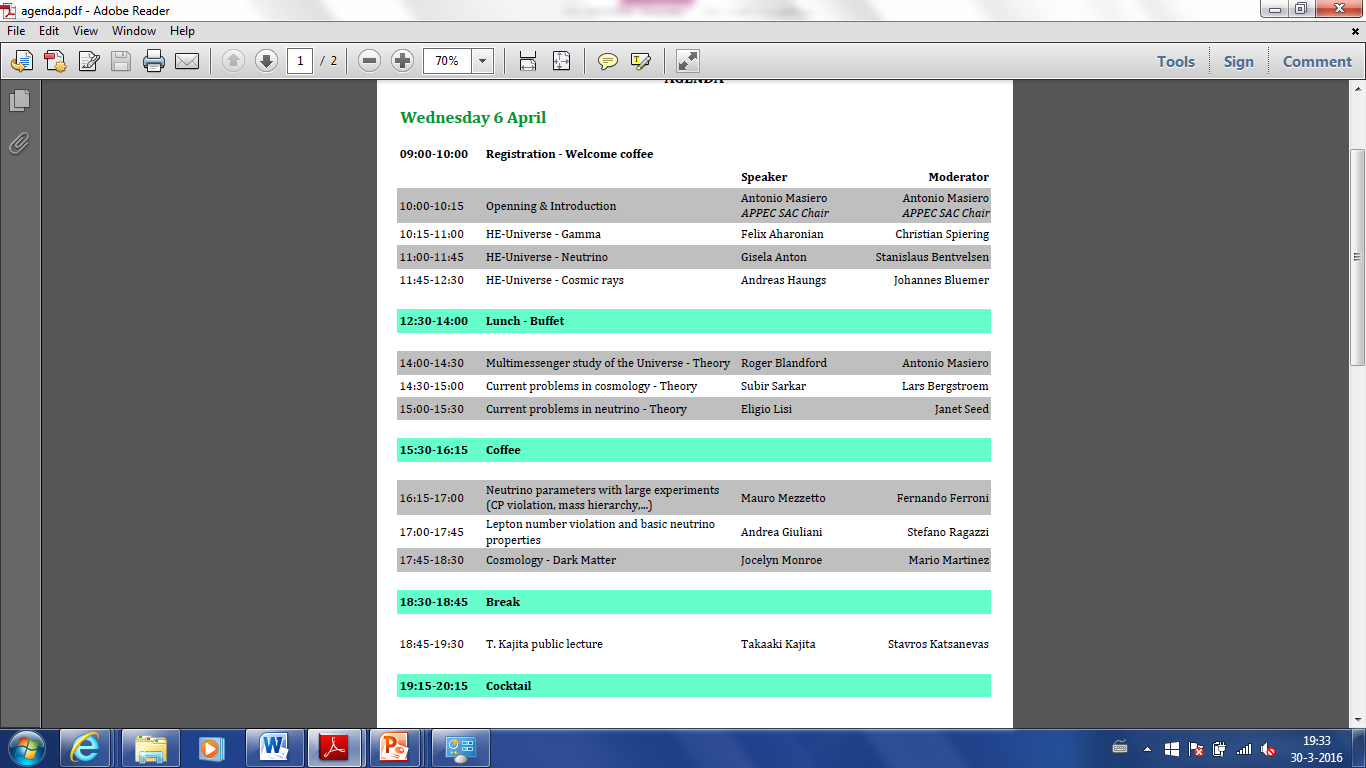 agenda.pdf - Adobe Reader
File Edit View Window Help
1 / 2 70% Tools Sign Comment
AGENDA
Wednesday 6 April
09:00-10:00 Registration - Welcome coffee
Speaker Moderator
10:00-10:15 Openning & Introduction Antonio Masiero APPEC SAC Chair Antonio Masiero APPEC SAC Chair
10:15-11:00 HE-Universe - Gamma Felix Aharonian Christian Spiering
11:00-11:45 HE-Universe - Neutrino Gisela Anton Stanislaus Bentvelsen
11:45-12:30 HE-Universe - Cosmic rays Andreas Haungs Johannes Bluemer
12:30-14:00 Lunch - Buffet
14:00-14:30 Multimessenger study of the Universe - Theory Roger Blandford Antonio Masiero
14:30-15:00 Current problems in cosmology - Theory Subir Sarkar Lars Bergstroem
15:00-15:30 Current problems in neutrino - Theory Eligio Lisi Janet Seed
15:30-16:15 Coffee
16:15-17:00 Neutrino parameters with large experiments (CP violation, mass hierarchy,...) Mauro Mezzetto Fernando Ferroni
17:00-17:45 Lepton number violation and basic neutrino properties Andrea Giuliani Stefano Ragazzi
17:45-18:30 Cosmology - Dark Matter Jocelyn Monroe Mario Martinez
18:30-18:45 Break
18:45-19:30 T. Kajita public lecture Takaaki Kajita Stavros Katsanevas
19:15-20:15 Cocktail
19:33
30-3-2016